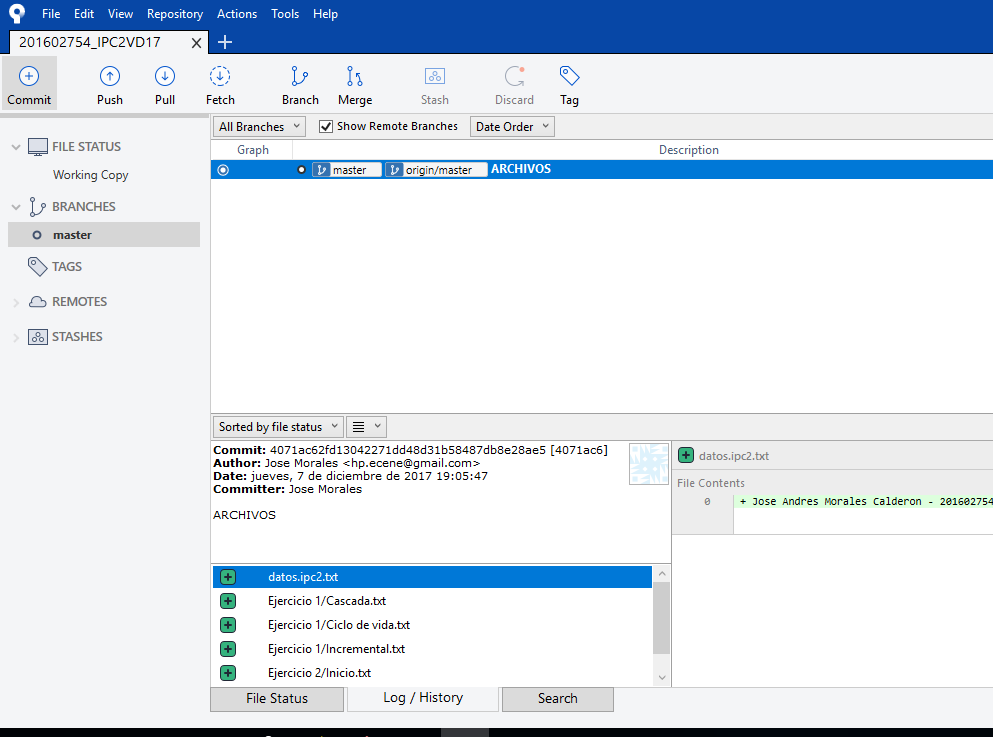 File Edit View Repository Actions Tools Help
201602754_IPC2VD17
Commit Push Pull Fetch Branch Merge Stash Discard Tag
FILE STATUS
Working Copy
BRANCHES
master
TAGS
REMOTES
STASHES
All Branches Show Remote Branches Date Order
Graph Description
master origin/master ARCHIVOS
Sorted by file status
Commit: 4071ac62fd13042271dd48d31b58487db8e28ae5 [4071ac6]
Author: Jose Morales <hp.ecene@gmail.com>
Date: jueves, 7 de diciembre de 2017 19:05:47
Committer: Jose Morales
ARCHIVOS
datos.ipc2.txt
Ejercicio 1/Cascada.txt
Ejercicio 1/Ciclo de vida.txt
Ejercicio 1/Incremental.txt
Ejercicio 2/Inicio.txt
datos.ipc2.txt
File Contents
0 + Jose Andres Morales Calderon - 201602754
File Status Log / History Search